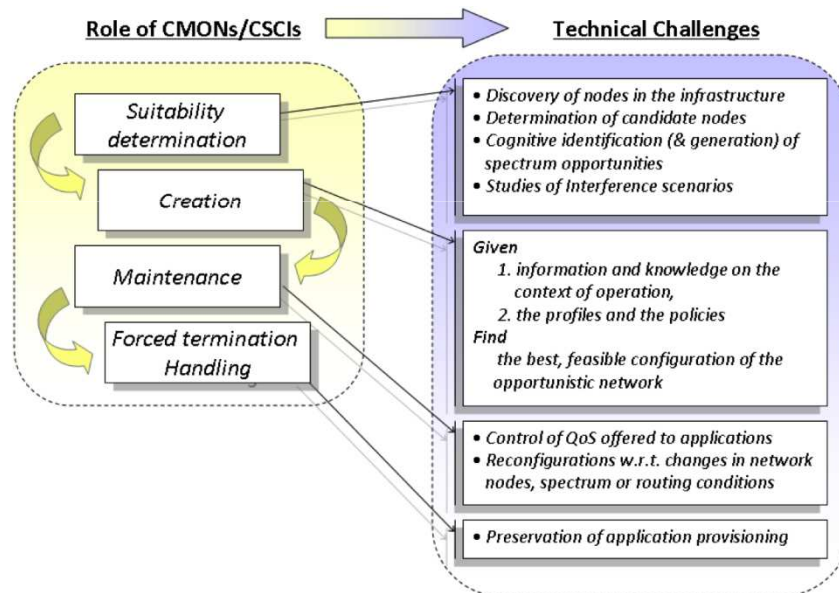 Role of CMONs/CSCIs
Technical Challenges
Suitability
determination
Creation
Maintenance
Forced termination
Handling
• Discovery of nodes in the infrastructure
• Determination of candidate nodes
• Cognitive identification (& generation) of
spectrum opportunities
• Studies of Interference scenarios
Given
1. information and knowledge on the
context of operation,
2. the profiles and the policies
Find
the best, feasible configuration of the
opportunistic network
• Control of QoS offered to applications
• Reconfigurations w.r.t. changes in network
nodes, spectrum or routing conditions
• Preservation of application provisioning